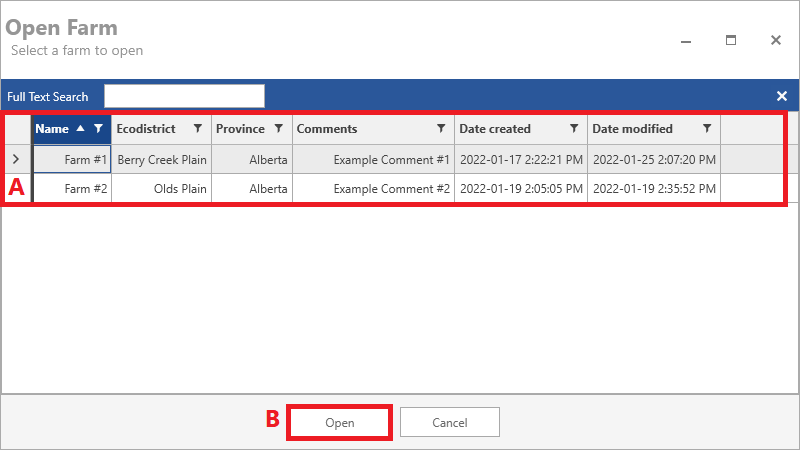 Open Farm
Select a farm to open
Full Text Search
Name Ecodistrict Province Comments Date created Date modified
Farm #1 Berry Creek Plain Alberta Example Comment #1 2022-01-17 2:22:21 PM 2022-01-25 2:07:20 PM
A Farm #2 Olds Plain Alberta Example Comment #2 2022-01-19 2:05:05 PM 2022-01-19 2:35:52 PM
B Open Cancel